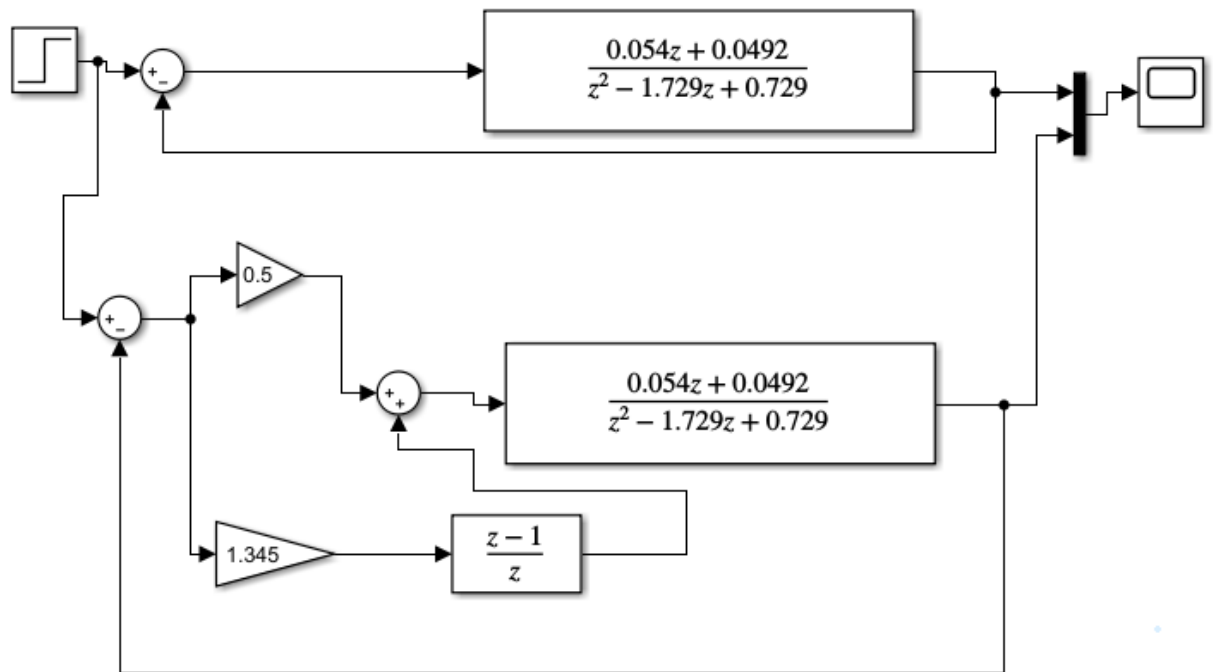 0.054z + 0.0492
z² − 1.729z + 0.729
+
−
0.5
+
−
+
+
0.054z + 0.0492
z² − 1.729z + 0.729
1.345
z − 1
z